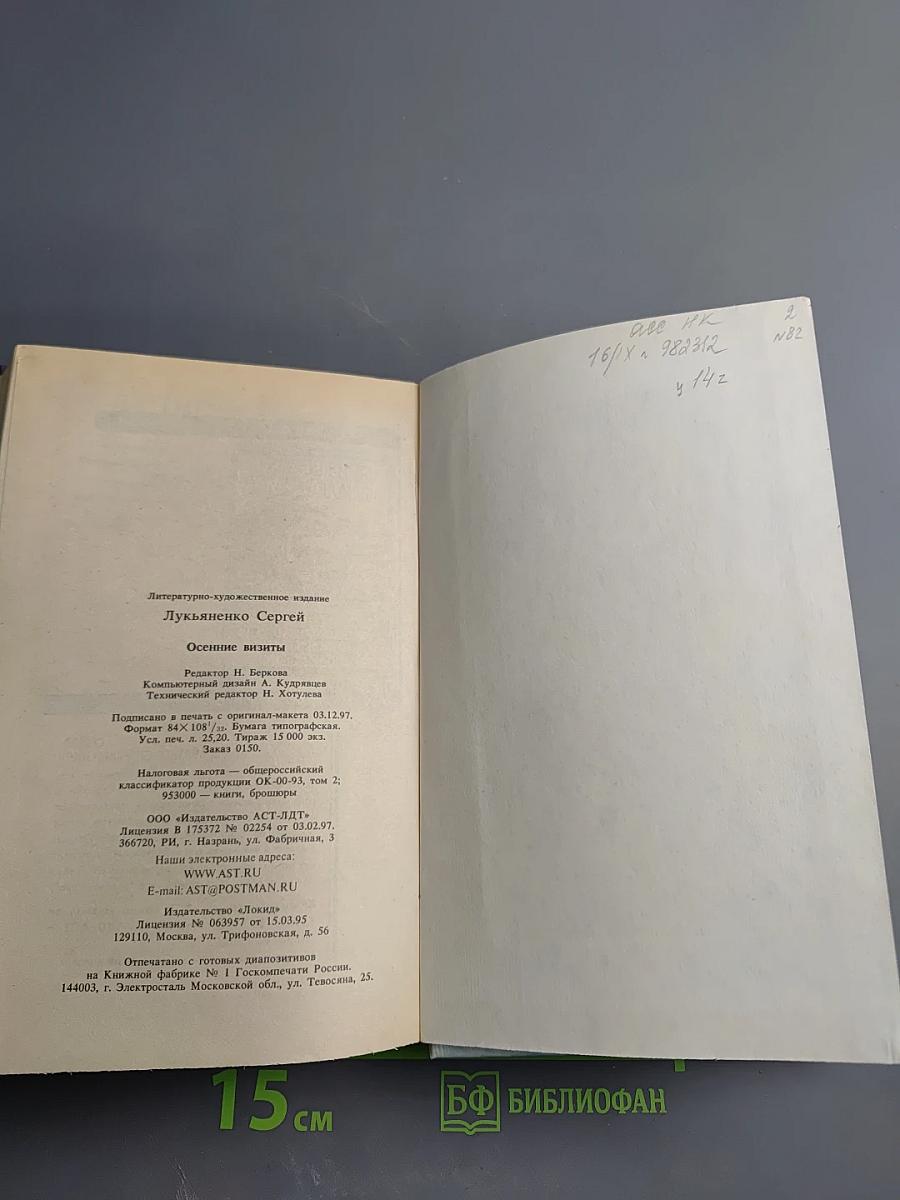 Литературно-художественное издание
Лукьяненко Сергей
Осенние визиты
Редактор Н. Беркова
Компьютерный дизайн А. Кудрявцев
Технический редактор Н. Хотулева
Подписано в печать с оригинал-макета 03.12.97.
Формат 84×108¹/₃₂. Бумага типографская.
Усл. печ. л. 25,20. Тираж 15 000 экз.
Заказ 0150.
Налоговая льгота — общероссийский
классификатор продукции ОК-00-93, том 2;
953000 — книги, брошюры
ООО «Издательство АСТ-ЛДТ»
Лицензия В 175372 № 02254 от 03.02.97.
366720, РИ, г. Назрань, ул. Фабричная, 3
Наши электронные адреса:
WWW.AST.RU
E-mail: AST@POSTMAN.RU
Издательство «Локид»
Лицензия № 063957 от 15.03.95
129110, Москва, ул. Трифоновская, д. 56
Отпечатано с готовых диапозитивов
на Книжной фабрике № 1 Госкомпечати России.
144003, г. Электросталь Московской обл., ул. Тевосяна, 25.
нк
2
16/IX 982312
№82
14
15 см
БФ БИБЛИОФАН